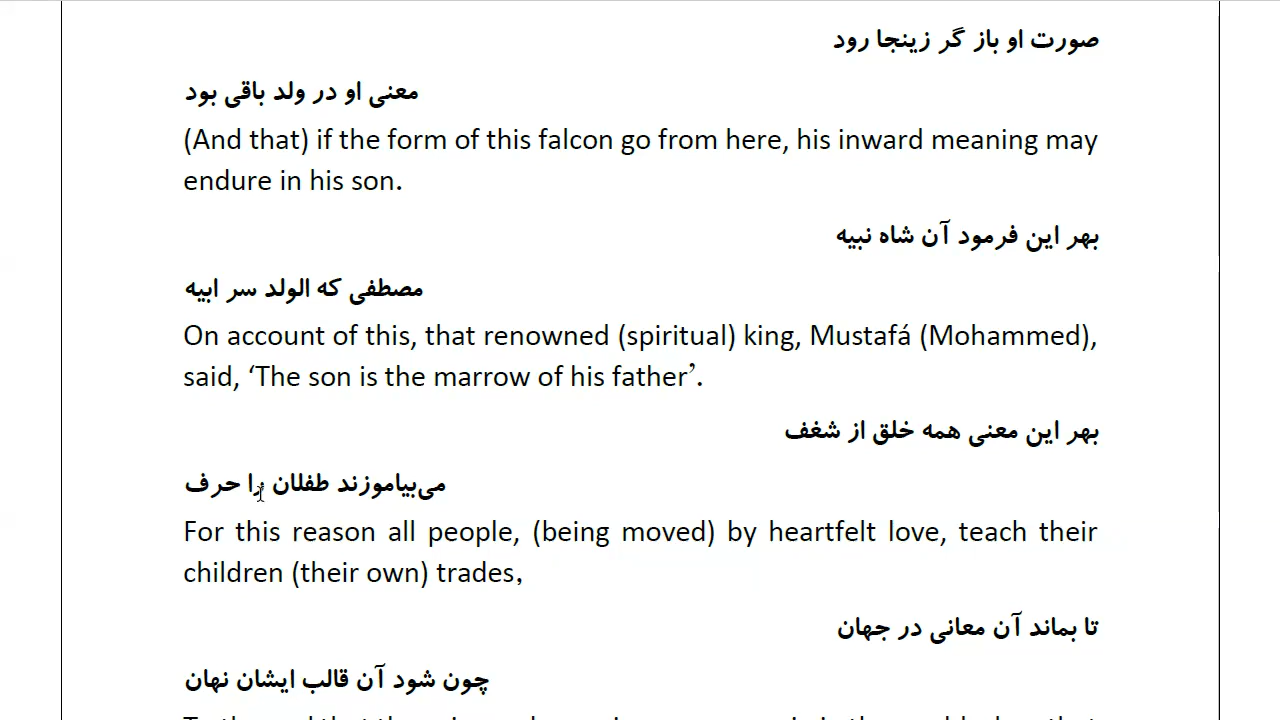 صورت او باز گر زینجا رود
معنی او در ولد باقی بود
(And that) if the form of this falcon go from here, his inward meaning may
endure in his son.
بهر این فرمود آن شاه نبیه
مصطفی که الولد سر ابیه
On account of this, that renowned (spiritual) king, Mustafá (Mohammed),
said, ‘The son is the marrow of his father’.
بهر این معنی همه خلق از شغف
می‌بیاموزند طفلان را حرف
For this reason all people, (being moved) by heartfelt love, teach their
children (their own) trades,
تا بماند آن معانی در جهان
چون شود آن قالب ایشان نهان